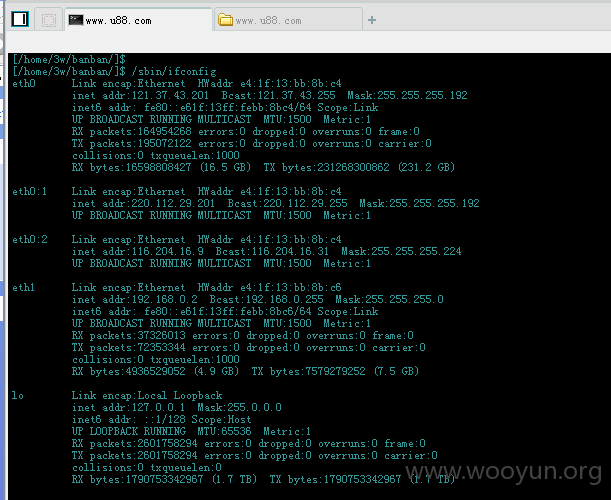 www.u88.com www.u88.com
[/home/3w/banban/]$
[/home/3w/banban/]$ /sbin/ifconfig
eth0 Link encap:Ethernet HWaddr e4:1f:13:bb:8b:c4
inet addr:121.37.43.201 Bcast:121.37.43.255 Mask:255.255.255.192
inet6 addr: fe80::e61f:13ff:febb:8bc4/64 Scope:Link
UP BROADCAST RUNNING MULTICAST MTU:1500 Metric:1
RX packets:164954268 errors:0 dropped:0 overruns:0 frame:0
TX packets:195072122 errors:0 dropped:0 overruns:0 carrier:0
collisions:0 txqueuelen:1000
RX bytes:16598808427 (16.5 GB) TX bytes:231268300862 (231.2 GB)
eth0:1 Link encap:Ethernet HWaddr e4:1f:13:bb:8b:c4
inet addr:220.112.29.201 Bcast:220.112.29.255 Mask:255.255.255.192
UP BROADCAST RUNNING MULTICAST MTU:1500 Metric:1
eth0:2 Link encap:Ethernet HWaddr e4:1f:13:bb:8b:c4
inet addr:116.204.16.9 Bcast:116.204.16.31 Mask:255.255.255.224
UP BROADCAST RUNNING MULTICAST MTU:1500 Metric:1
eth1 Link encap:Ethernet HWaddr e4:1f:13:bb:8b:c6
inet addr:192.168.0.2 Bcast:192.168.0.255 Mask:255.255.255.0
inet6 addr: fe80::e61f:13ff:febb:8bc6/64 Scope:Link
UP BROADCAST RUNNING MULTICAST MTU:1500 Metric:1
RX packets:37326013 errors:0 dropped:0 overruns:0 frame:0
TX packets:72353344 errors:0 dropped:0 overruns:0 carrier:0
collisions:0 txqueuelen:1000
RX bytes:4936529052 (4.9 GB) TX bytes:7579279252 (7.5 GB)
lo Link encap:Local Loopback
inet addr:127.0.0.1 Mask:255.0.0.0
inet6 addr: ::1/128 Scope:Host
UP LOOPBACK RUNNING MTU:65536 Metric:1
RX packets:2601758294 errors:0 dropped:0 overruns:0 frame:0
TX packets:2601758294 errors:0 dropped:0 overruns:0 carrier:0
collisions:0 txqueuelen:0
RX bytes:1790753342967 (1.7 TB) TX bytes:1790753342967 (1.7 TB)
www.wooyun.org